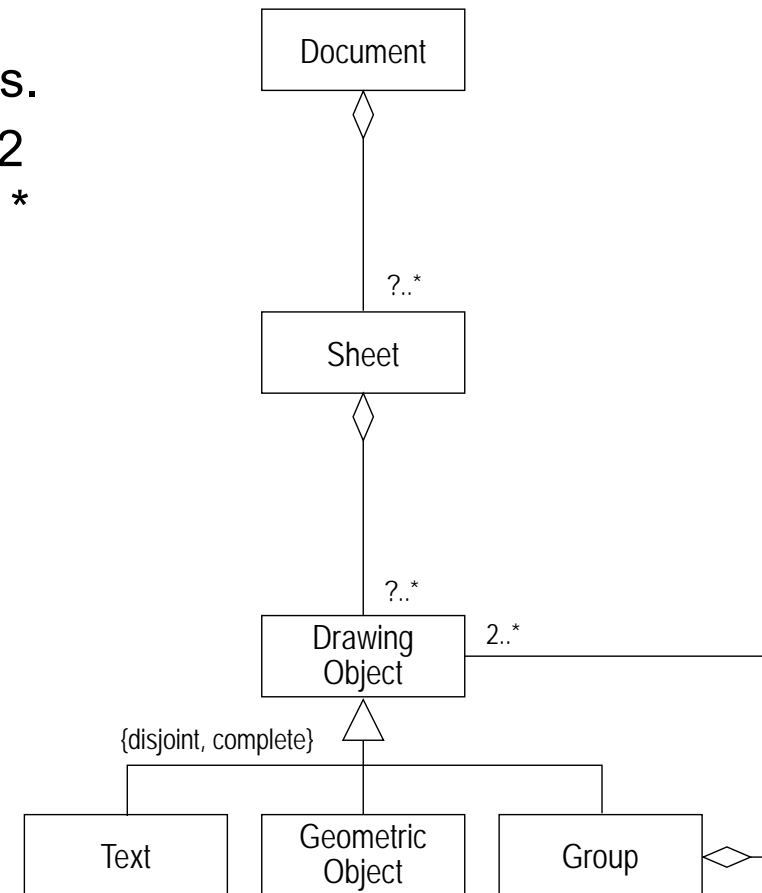 s.
2
*
Document
?..*
Sheet
?..*
Drawing
Object
2..*
{disjoint, complete}
Text
Geometric
Object
Group